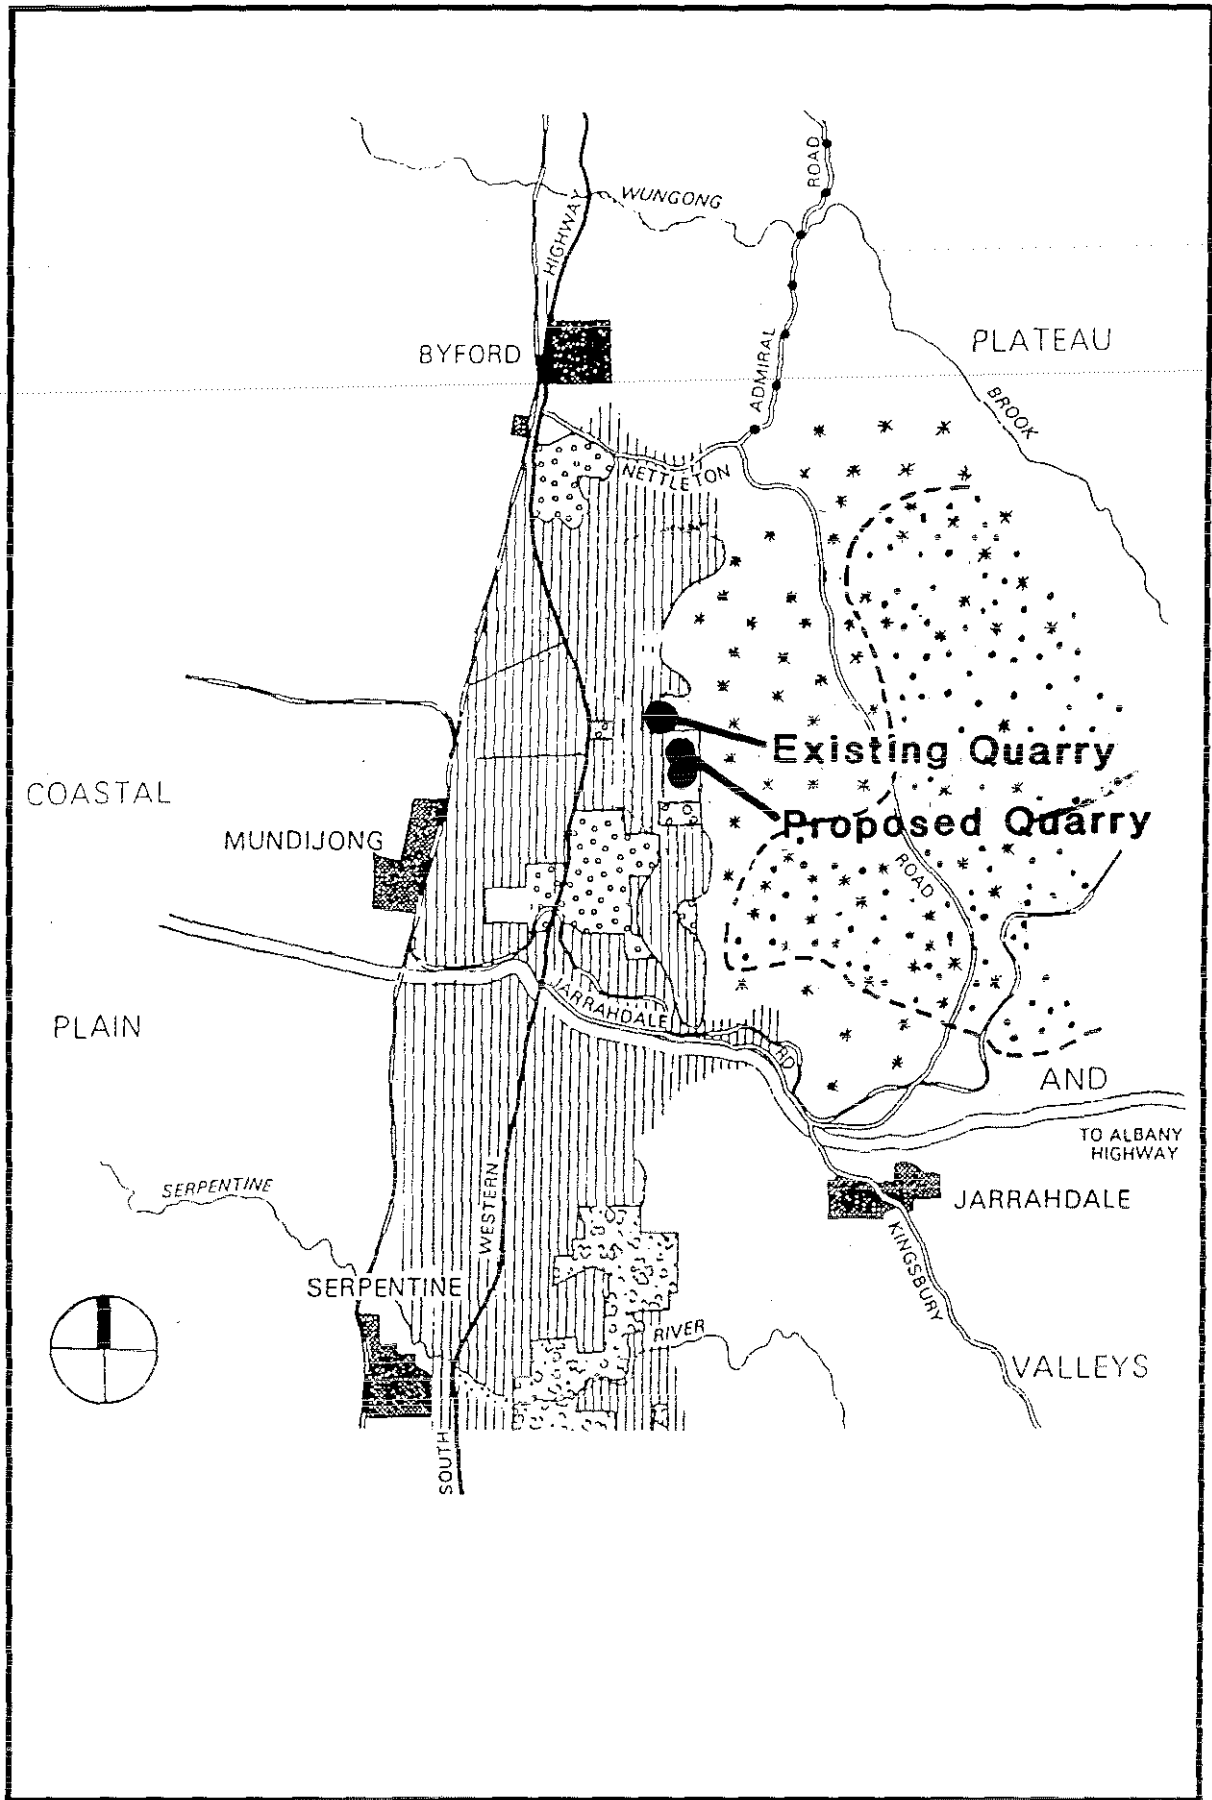 WUNGONG
ROAD
HIGHWAY
BYFORD
ADMIRAL
PLATEAU
BROOK
NETTLETON
Existing Quarry
COASTAL
Proposed Quarry
MUNDIJONG
ROAD
JARRAHDALE
PLAIN
RD
AND
TO ALBANY
HIGHWAY
SERPENTINE
WESTERN
JARRAHDALE
KINGSBURY
SERPENTINE
RIVER
VALLEYS
SOUTH